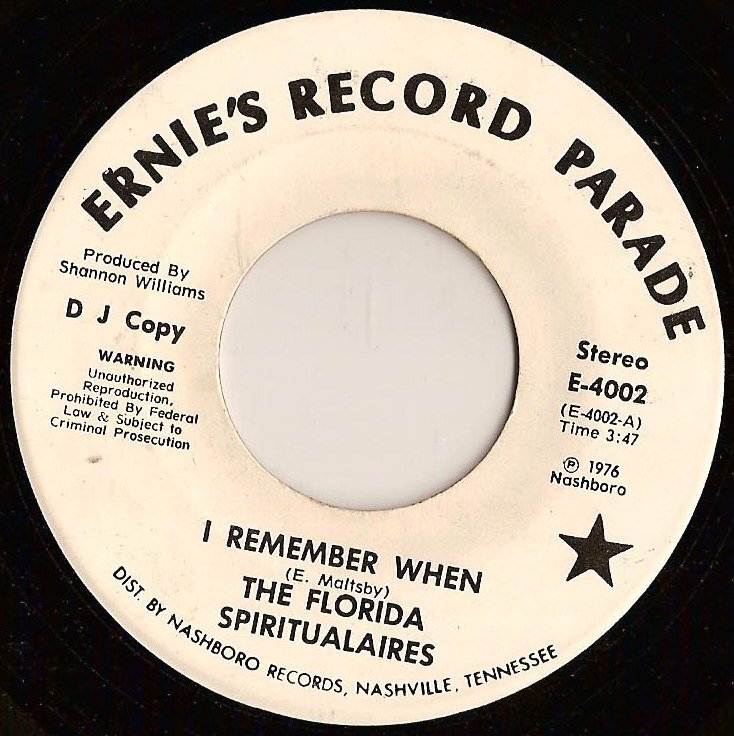 ERNIE'S RECORD PARADE
Produced By
Shannon Williams
D J Copy
WARNING
Unauthorized
Reproduction,
Prohibited By Federal
Law & Subject to
Criminal Prosecution
Stereo
E-4002
(E-4002-A)
Time 3:47
℗ 1976
Nashboro
I REMEMBER WHEN
(E. Maltsby)
THE FLORIDA
SPIRITUALAIRES
DIST. BY NASHBORO RECORDS, NASHVILLE, TENNESSEE